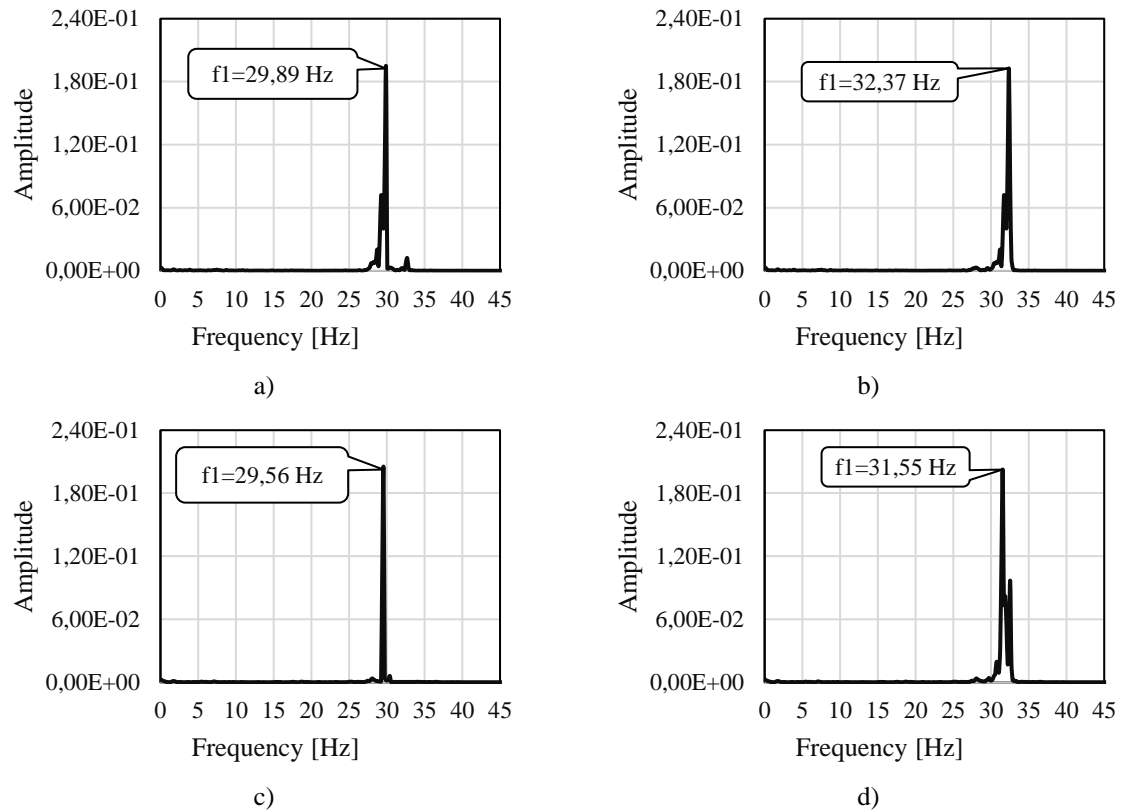 2,40E-01
1,80E-01
1,20E-01
6,00E-02
0,00E+00
Amplitude
f1=29,89 Hz
0 5 10 15 20 25 30 35 40 45
Frequency [Hz]
a)
2,40E-01
1,80E-01
1,20E-01
6,00E-02
0,00E+00
Amplitude
f1=32,37 Hz
0 5 10 15 20 25 30 35 40 45
Frequency [Hz]
b)
2,40E-01
1,80E-01
1,20E-01
6,00E-02
0,00E+00
Amplitude
f1=29,56 Hz
0 5 10 15 20 25 30 35 40 45
Frequency [Hz]
c)
2,40E-01
1,80E-01
1,20E-01
6,00E-02
0,00E+00
Amplitude
f1=31,55 Hz
0 5 10 15 20 25 30 35 40 45
Frequency [Hz]
d)